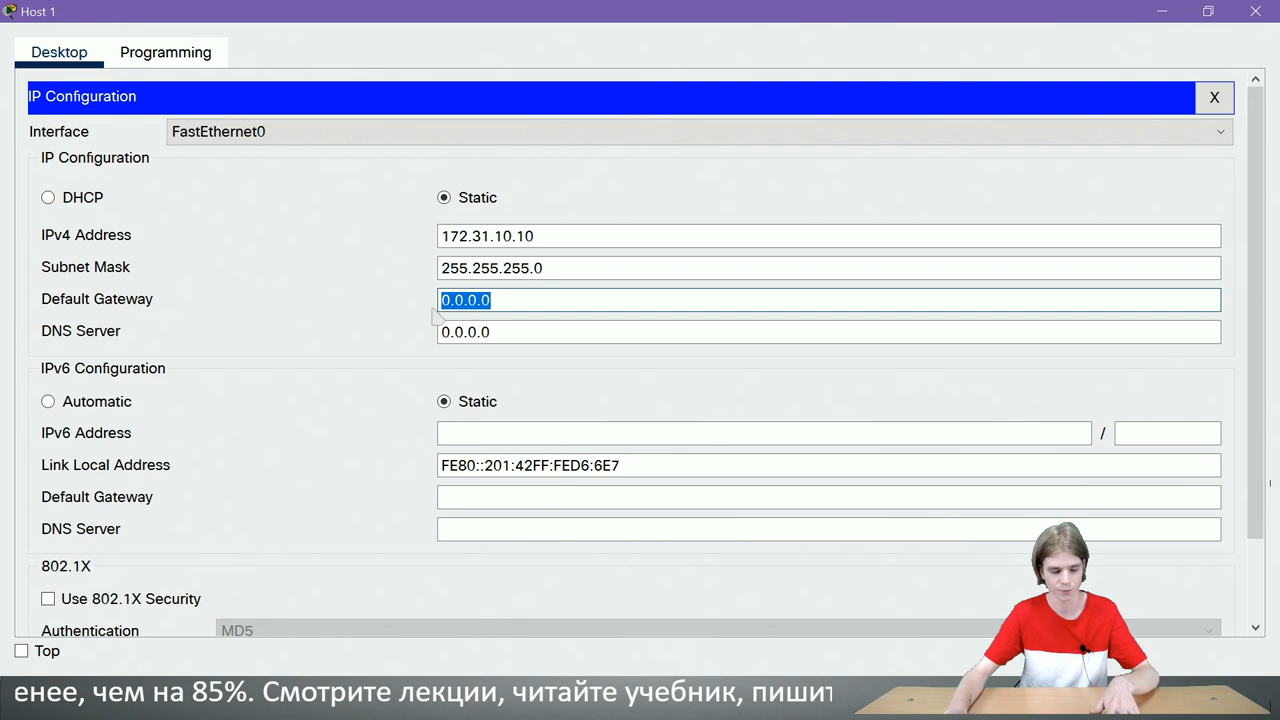 Host 1
Desktop Programming
IP Configuration X
Interface FastEthernet0
IP Configuration
DHCP Static
IPv4 Address 172.31.10.10
Subnet Mask 255.255.255.0
Default Gateway 0.0.0.0
DNS Server 0.0.0.0
IPv6 Configuration
Automatic Static
IPv6 Address /
Link Local Address FE80::201:42FF:FED6:6E7
Default Gateway
DNS Server
802.1X
Use 802.1X Security
Authentication MD5
Top
енее, чем на 85%. Смотрите лекции, читайте учебник, пишит